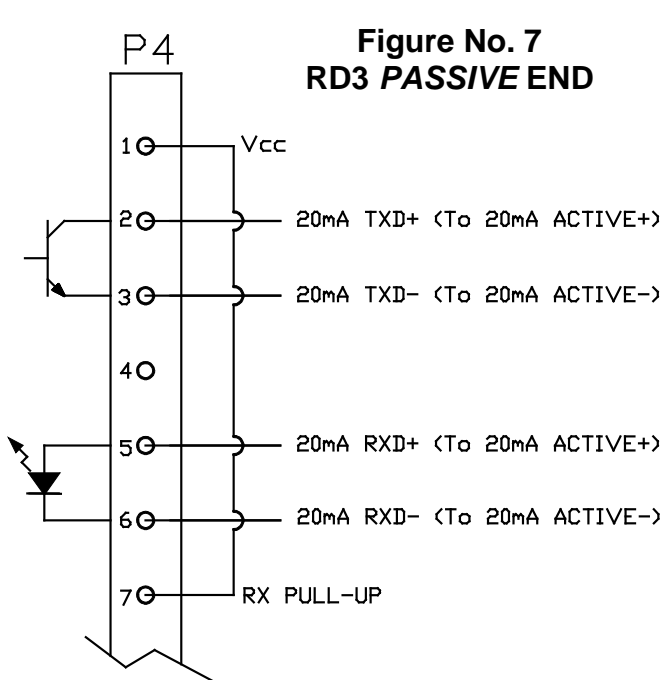 P4
Figure No. 7
RD3 PASSIVE END
1 Vcc
2 20mA TXD+ (To 20mA ACTIVE+)
3 20mA TXD- (To 20mA ACTIVE-)
4
5 20mA RXD+ (To 20mA ACTIVE+)
6 20mA RXD- (To 20mA ACTIVE-)
7 RX PULL-UP